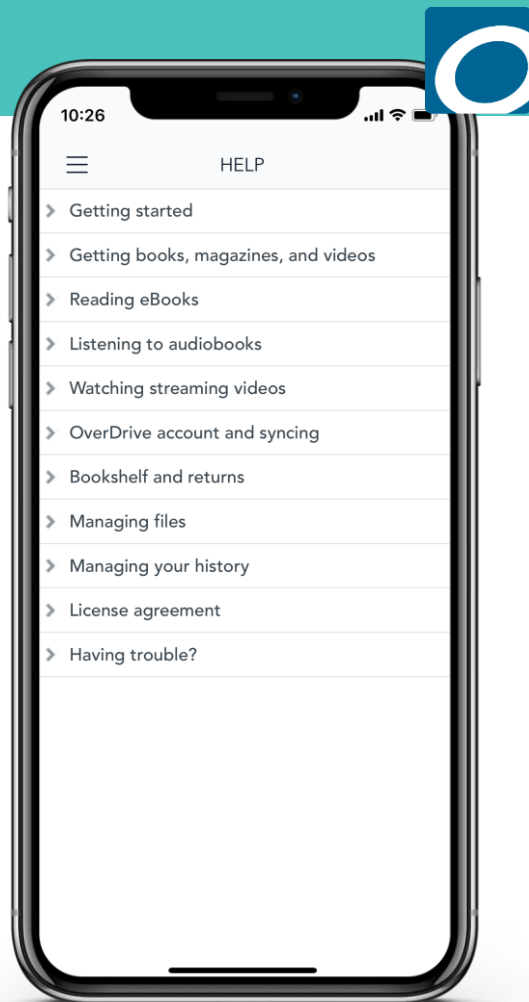 10:26
HELP
Getting started
Getting books, magazines, and videos
Reading eBooks
Listening to audiobooks
Watching streaming videos
OverDrive account and syncing
Bookshelf and returns
Managing files
Managing your history
License agreement
Having trouble?